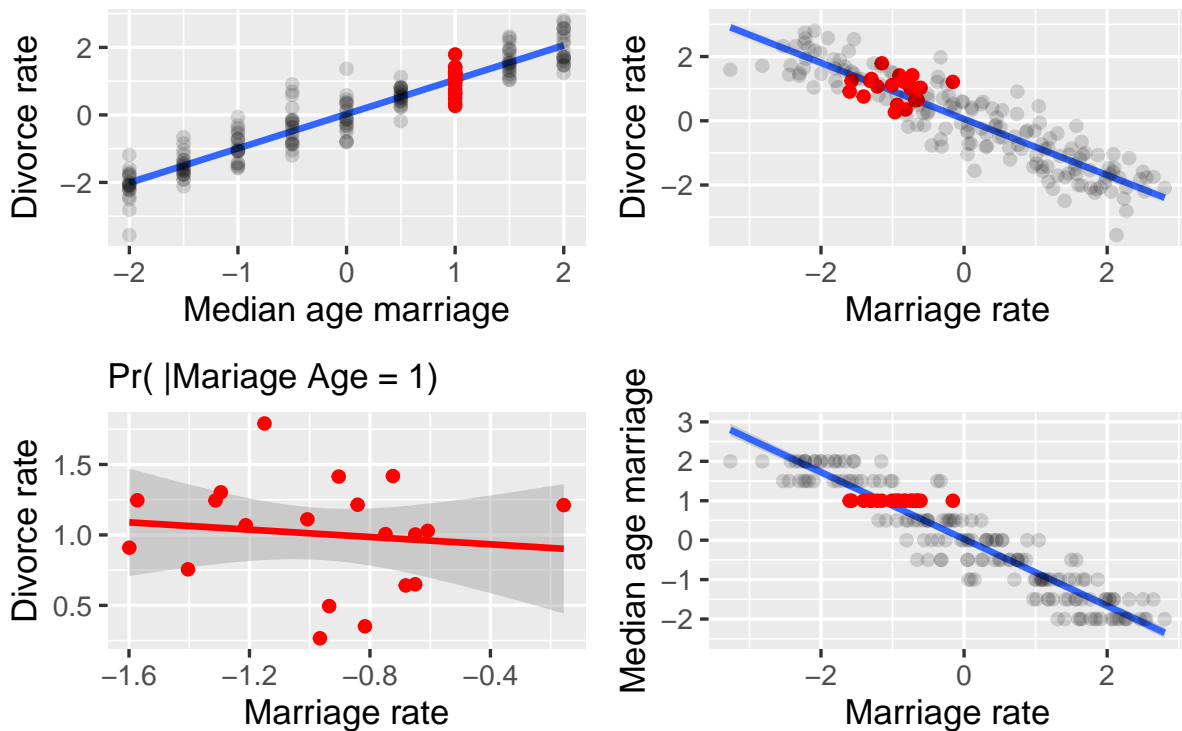 Divorce rate
2
0
−2
−2 −1 0 1 2
Median age marriage
Divorce rate
2
0
−2
−2 0 2
Marriage rate
Pr( |Mariage Age = 1)
Divorce rate
1.5
1.0
0.5
−1.6 −1.2 −0.8 −0.4
Marriage rate
Median age marriage
3
2
1
0
−1
−2
−2 0 2
Marriage rate